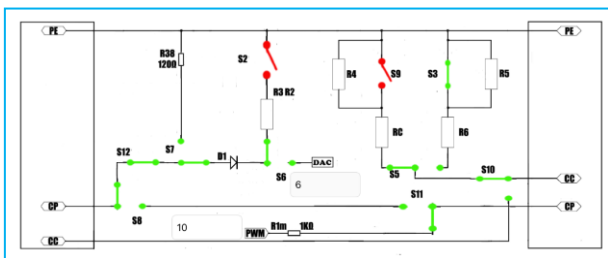 PE
PE
R38
120Ω
S2
R4
S9
S3
R5
R3 R2
RC
R6
S12
S7
D1
S6
DAC
S5
S10
6
CC
CP
S8
S11
CP
10
R1m
1KΩ
PWM
CC